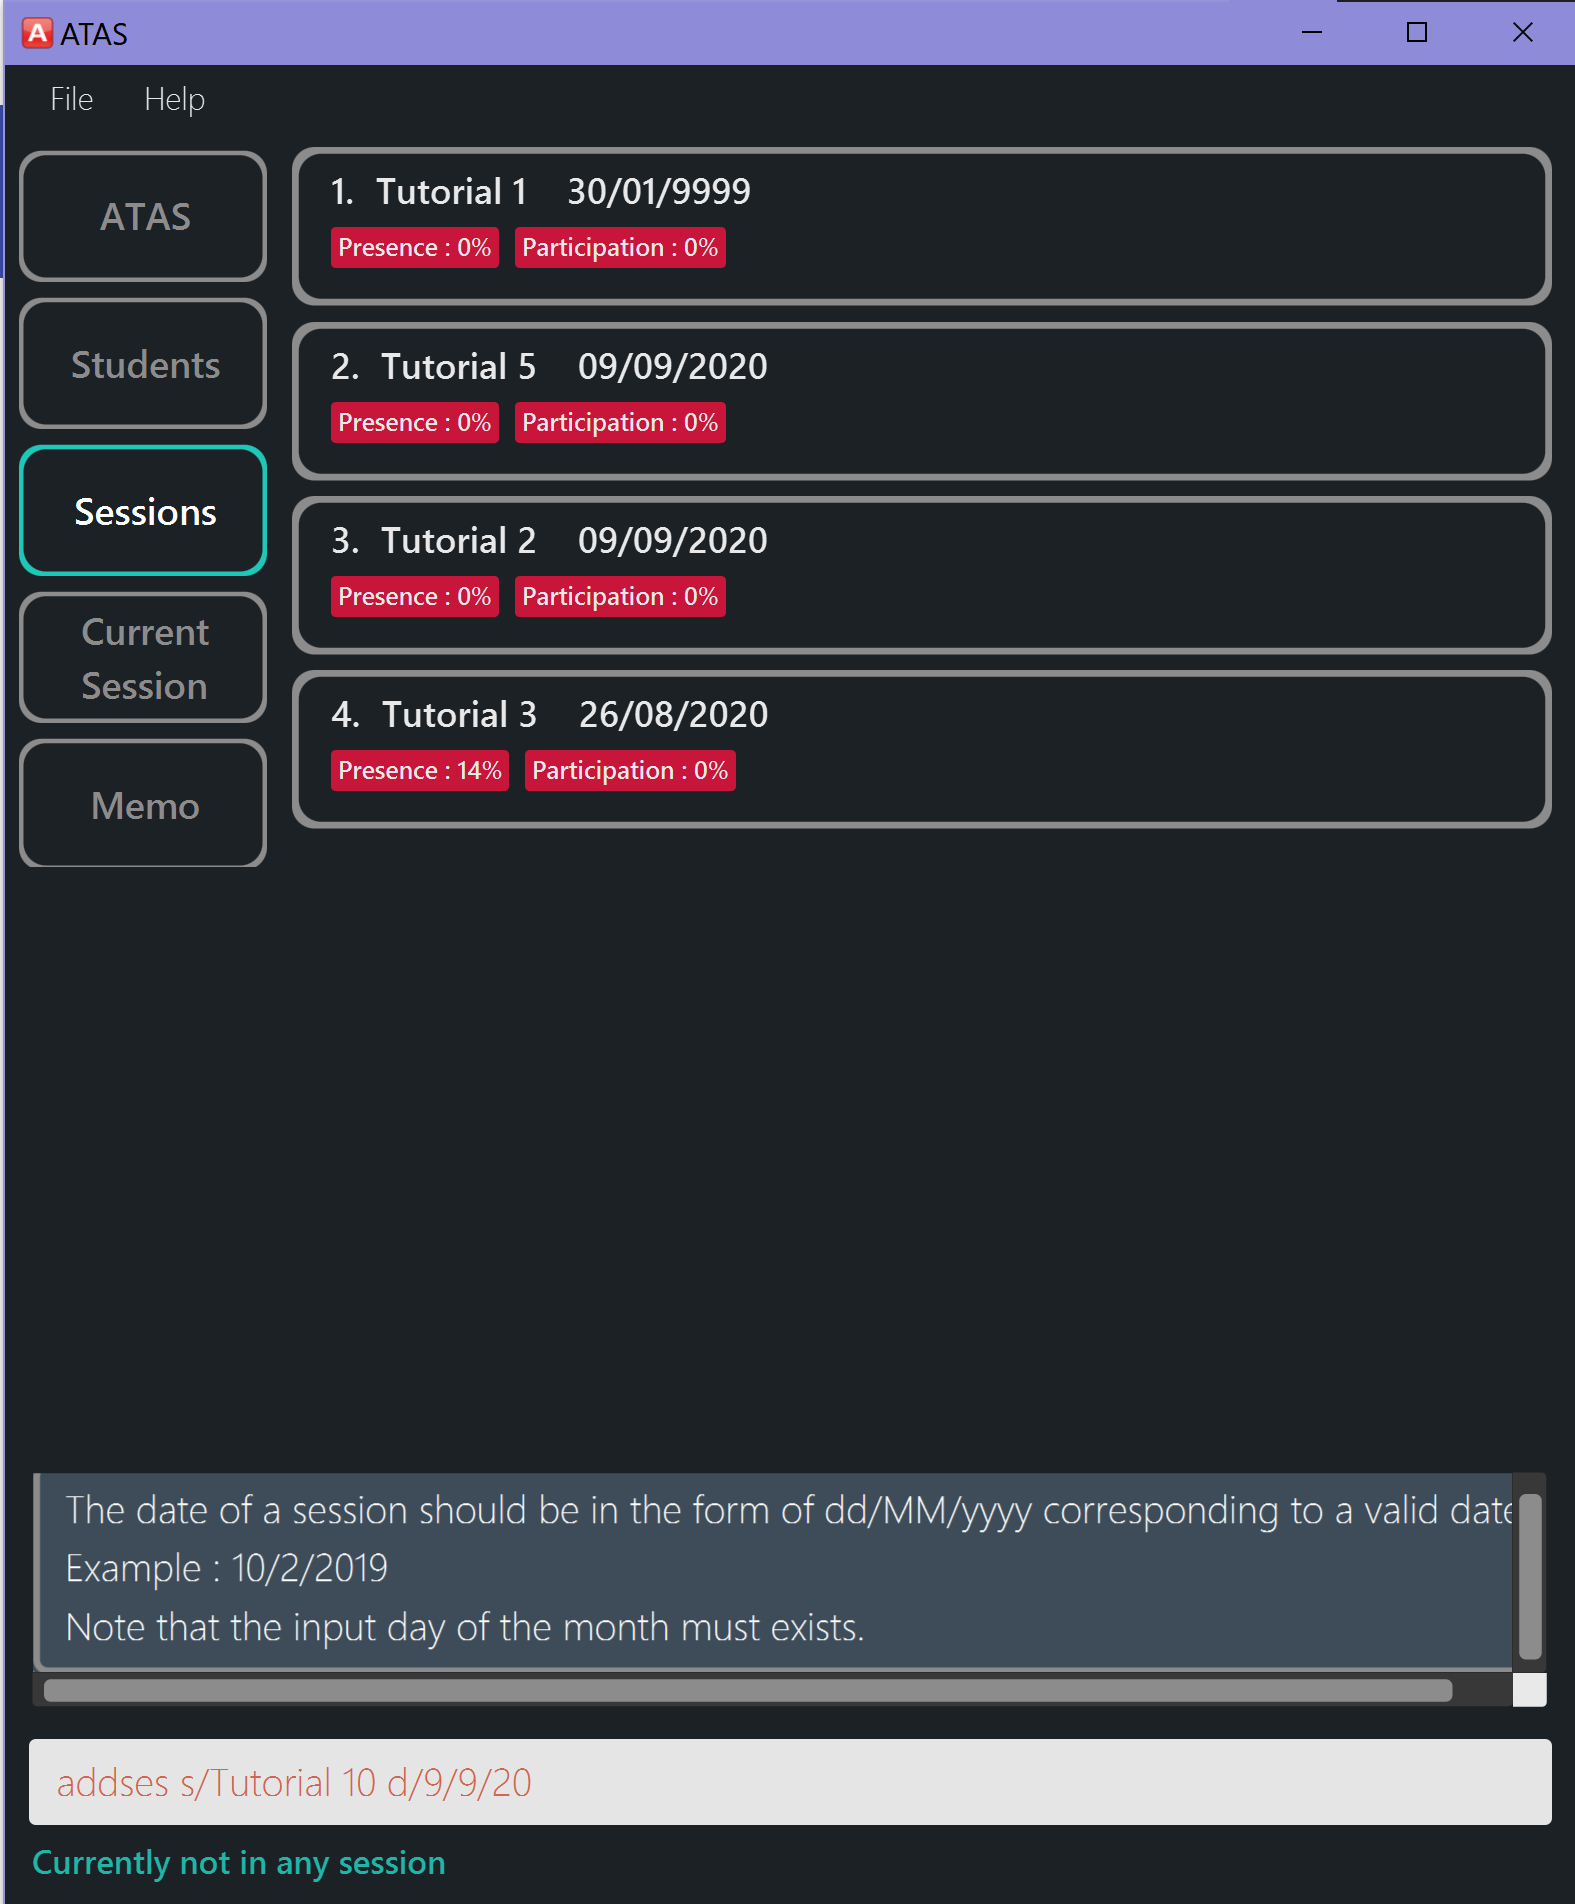 ATAS
File Help
ATAS
Students
Sessions
Current
Session
Memo
1. Tutorial 1 30/01/9999
Presence : 0% Participation : 0%
2. Tutorial 5 09/09/2020
Presence : 0% Participation : 0%
3. Tutorial 2 09/09/2020
Presence : 0% Participation : 0%
4. Tutorial 3 26/08/2020
Presence : 14% Participation : 0%
The date of a session should be in the form of dd/MM/yyyy corresponding to a valid date
Example : 10/2/2019
Note that the input day of the month must exists.
addses s/Tutorial 10 d/9/9/20
Currently not in any session